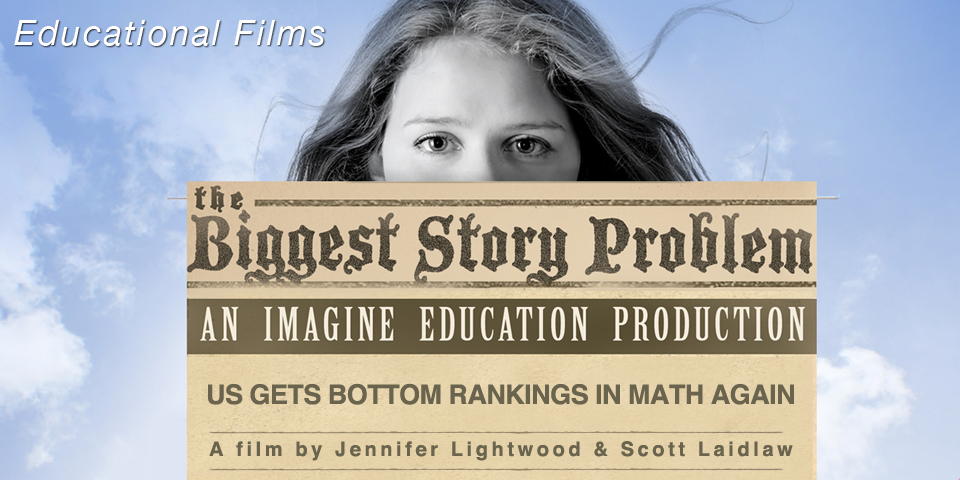 Educational Films
the
Biggest Story Problem
AN IMAGINE EDUCATION PRODUCTION
US GETS BOTTOM RANKINGS IN MATH AGAIN
A film by Jennifer Lightwood & Scott Laidlaw